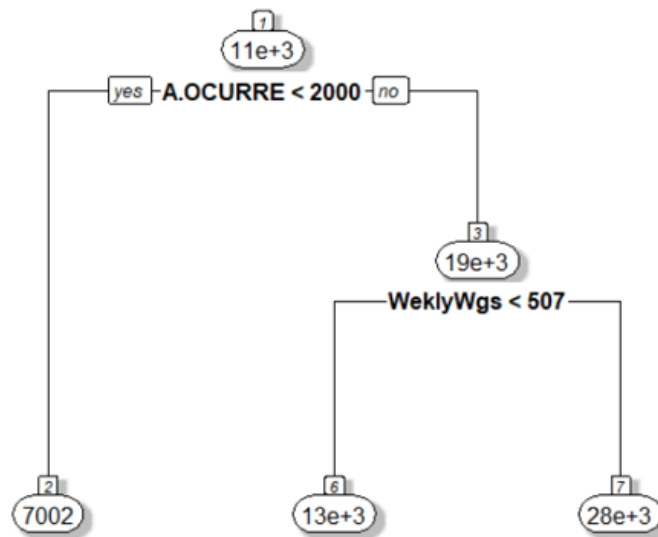 1
11e+3
yes A.OCURRE < 2000 no
3
19e+3
WeklyWgs < 507
2 6 7
7002 13e+3 28e+3